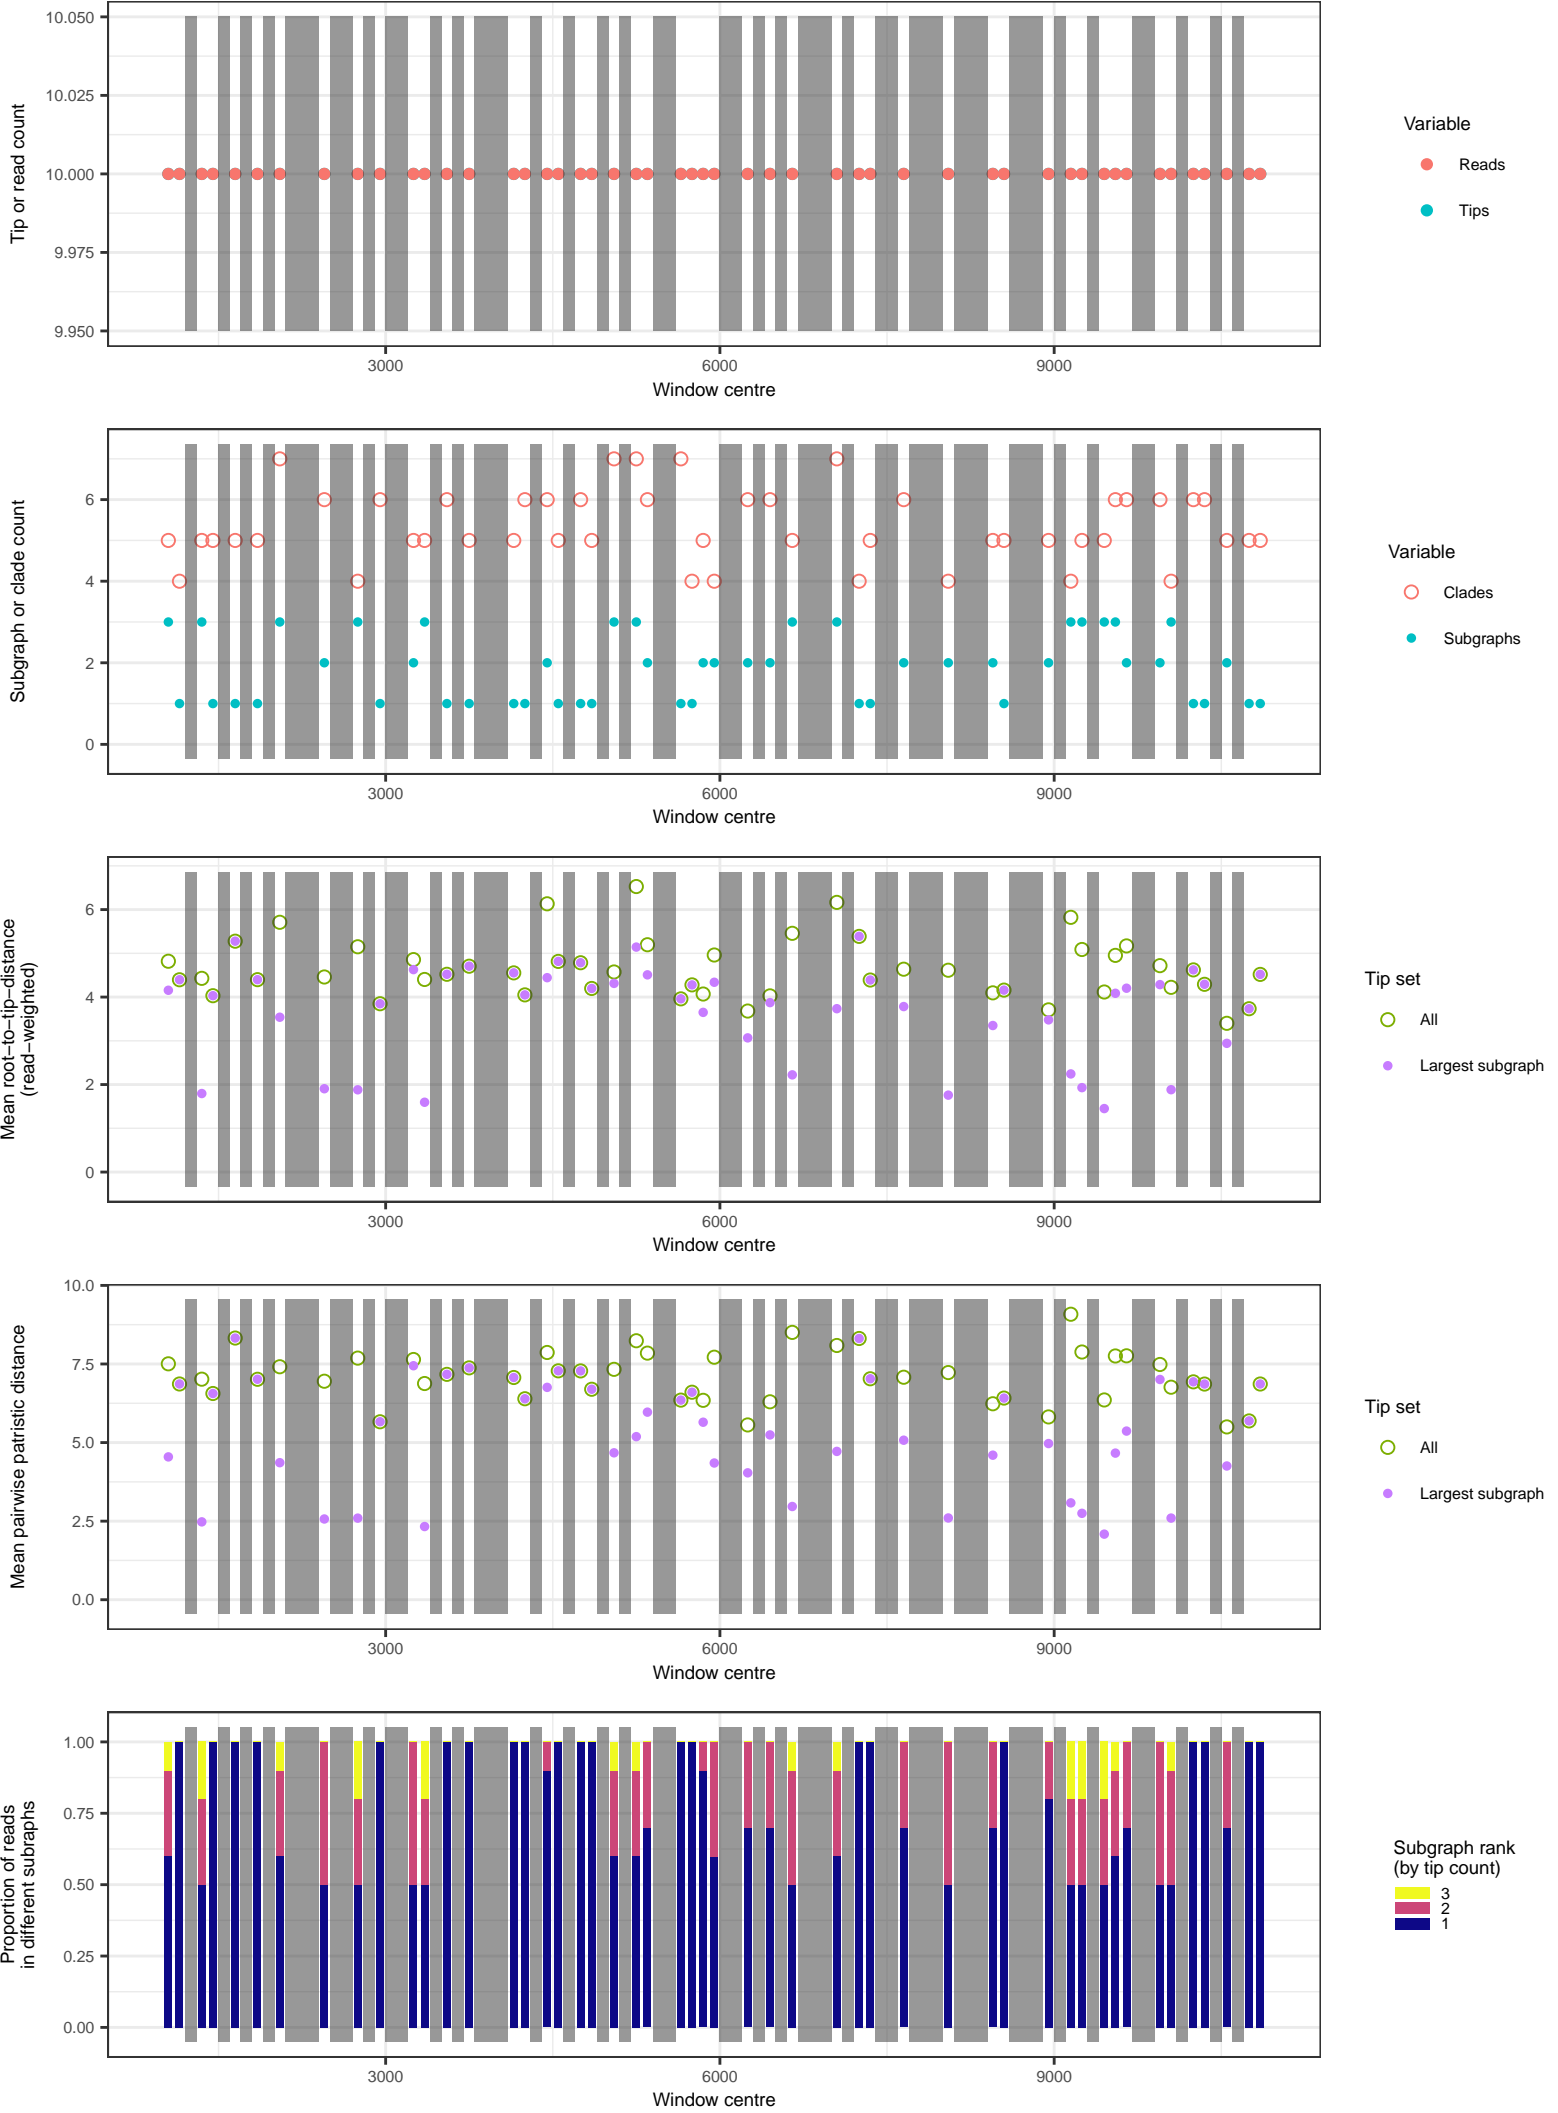 10.050
10.025
10.000
9.975
9.950
Tip or read count
3000
6000
9000
Window centre
Variable
Reads
Tips
6
4
2
0
Subgraph or clade count
3000
6000
9000
Window centre
Variable
Clades
Subgraphs
6
4
2
0
Mean root−to−tip−distance
(read−weighted)
3000
6000
9000
Window centre
Tip set
All
Largest subgraph
10.0
7.5
5.0
2.5
0.0
Mean pairwise patristic distance
3000
6000
9000
Window centre
Tip set
All
Largest subgraph
1.00
0.75
0.50
0.25
0.00
Proportion of reads
in different subraphs
3000
6000
9000
Window centre
Subgraph rank
(by tip count)
3
2
1